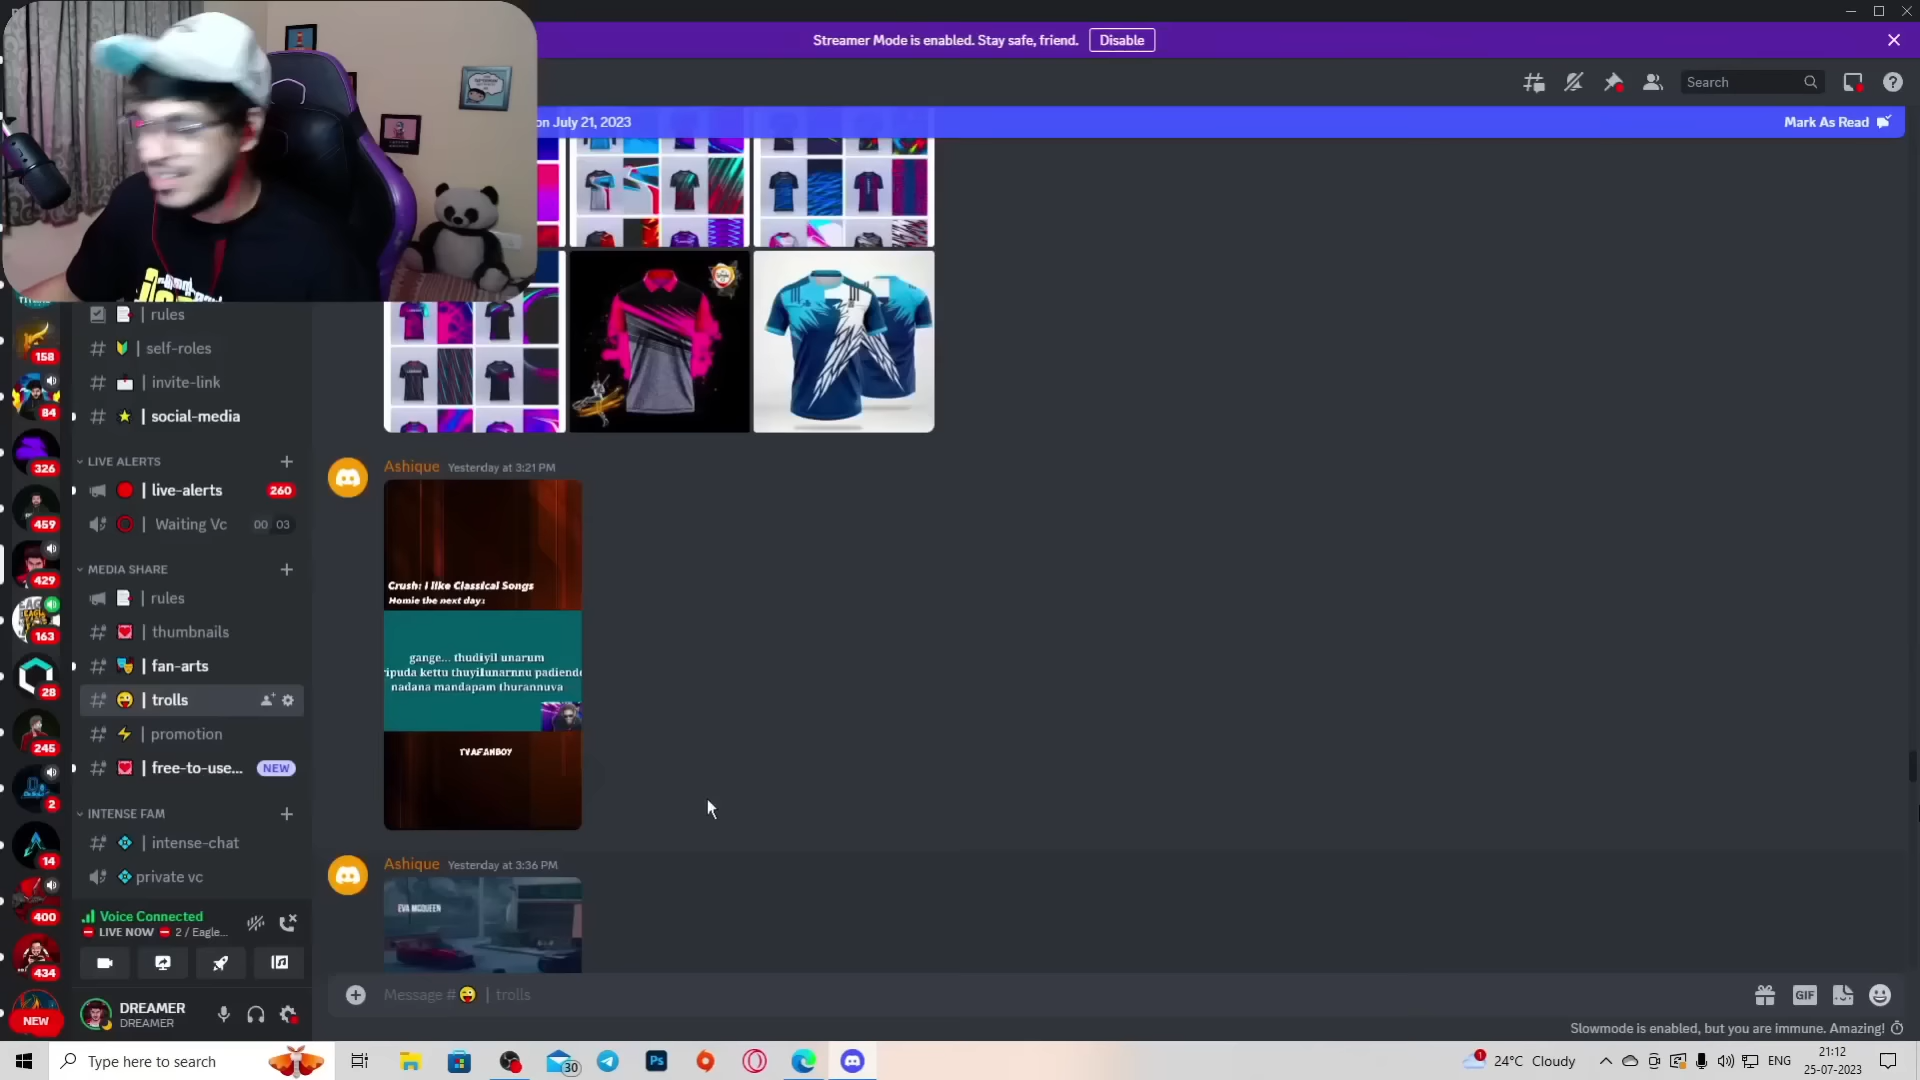 Streamer Mode is enabled. Stay safe, friend.
Disable
Search
on July 21, 2023
Mark As Read
rules
self-roles
invite-link
social-media
LIVE ALERTS
live-alerts
260
Waiting Vc
00 03
MEDIA SHARE
rules
thumbnails
fan-arts
trolls
promotion
free-to-use...
NEW
INTENSE FAM
intense-chat
private vc
Voice Connected
LIVE NOW
2 / Eagle...
DREAMER
DREAMER
158
84
326
459
429
163
28
245
2
14
400
434
NEW
Ashique Yesterday at 3:21 PM
Crush: I like Classical Songs
Homie the next day:
gange... thudiyil unarum
ripuda kettu thuyilunarnnu padiende
nadana mandapam thurannuva
TVAFANBOY
Ashique Yesterday at 3:36 PM
EVA MCQUEEN
Message # | trolls
GIF
Slowmode is enabled, but you are immune. Amazing!
Type here to search
Ps
30
1
24°C Cloudy
ENG
21:12
25-07-2023